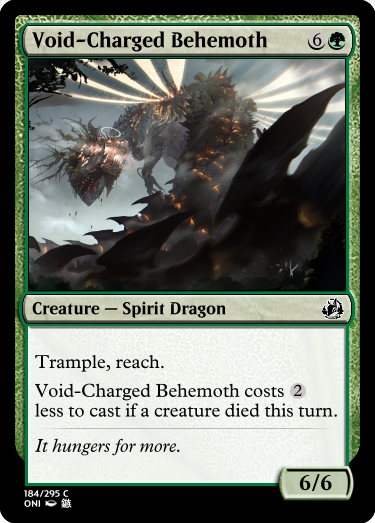 Void-Charged Behemoth 6
Creature — Spirit Dragon
Trample, reach.
Void-Charged Behemoth costs 2
less to cast if a creature died this turn.
It hungers for more.
6/6
184/295 C
ONI